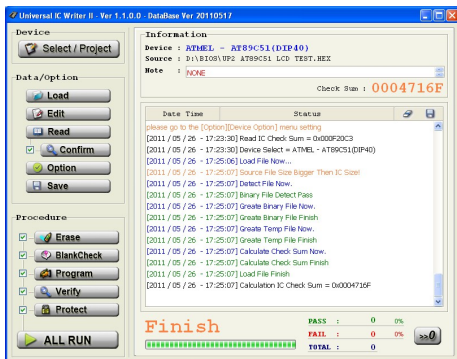 Universal IC Writer II - Ver 1.1.0.0 - DataBase Ver 20110517
Device
Select / Project
Data/Option
Load
Edit
Read
Confirm
Option
Save
Procedure
Erase
BlankCheck
Program
Verify
Protect
ALL RUN
Information
Device : ATMEL - AT89C51(DIP40)
Source : D:\BIOS\UP2 AT89C51 LCD TEST.HEX
Note : NONE
Check Sum : 0004716F
Date Time Status
please go to the [Option][Device Option] menu setting
[2011 / 05 / 26 - 17:23:30] Read IC Check Sum = 0x000F20C3
[2011 / 05 / 26 - 17:23:30] Device Select = ATMEL - AT89C51(DIP40)
[2011 / 05 / 26 - 17:25:06] Load File Now...
[2011 / 05 / 26 - 17:25:07] Source File Size Bigger Then IC Size!
[2011 / 05 / 26 - 17:25:07] Detect File Now.
[2011 / 05 / 26 - 17:25:07] Binary File Detect Pass
[2011 / 05 / 26 - 17:25:07] Greate Binary File Now.
[2011 / 05 / 26 - 17:25:07] Greate Binary File Finish
[2011 / 05 / 26 - 17:25:07] Greate Temp File Now.
[2011 / 05 / 26 - 17:25:07] Greate Temp File Finish
[2011 / 05 / 26 - 17:25:07] Calculate Check Sum Now.
[2011 / 05 / 26 - 17:25:07] Calculate Check Sum Finish
[2011 / 05 / 26 - 17:25:07] Load File Finish
[2011 / 05 / 26 - 17:25:07] Calculation IC Check Sum = 0x0004716F
Finish
PASS : 0 0%
FAIL : 0 0%
TOTAL : 0
>>0